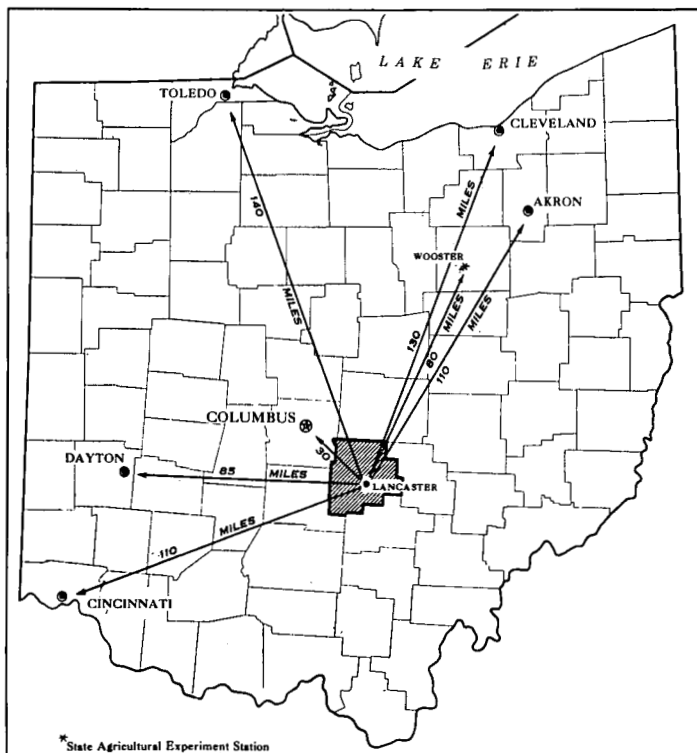 LAKE ERIE
TOLEDO
CLEVELAND
AKRON
140
MILES
WOOSTER
*
MILES
MILES
MILES
130
80
110
COLUMBUS
30
DAYTON
85 MILES
LANCASTER
110 MILES
CINCINNATI
*State Agricultural Experiment Station